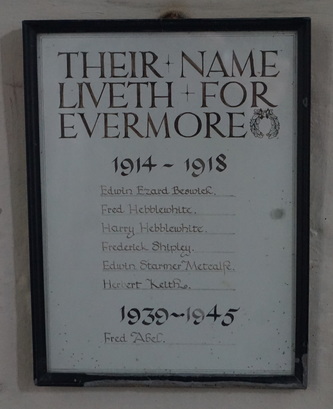 THEIR + NAME
LIVETH + FOR
EVERMORE
1914 - 1918
Edwin Ezard Beswick.
Fred Hebblewhite.
Harry Hebblewhite.
Frederick Shipley.
Edwin Starmer Metcalfe.
Herbert Keith.
1939~1945
Fred Abel.